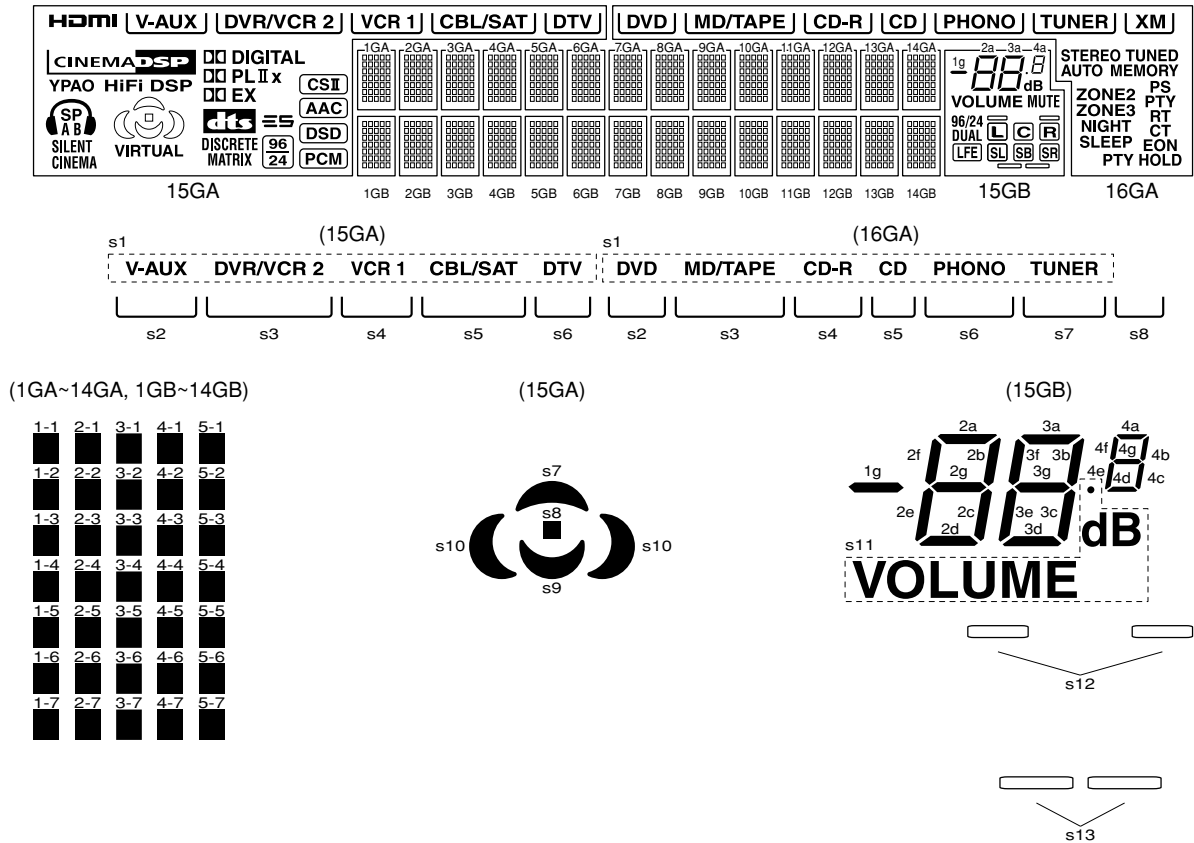 HDMI V-AUX DVR/VCR 2 VCR 1 CBL/SAT DTV DVD MD/TAPE CD-R CD PHONO TUNER XM
CINEMA DSP
YPAO HiFi DSP
SP
A B
SILENT
CINEMA
VIRTUAL
DIGITAL
PLIIx
EX
dts ES
DISCRETE
MATRIX
96
24
CSII
AAC
DSD
PCM
1GA 2GA 3GA 4GA 5GA 6GA 7GA 8GA 9GA 10GA 11GA 12GA 13GA 14GA
2a 3a 4a
1g
dB
VOLUME MUTE
96/24
DUAL L C R
LFE SL SB SR
STEREO TUNED
AUTO MEMORY
ZONE2
ZONE3
NIGHT
SLEEP
PS
PTY
RT
CT
EON
PTY HOLD
15GA 1GB 2GB 3GB 4GB 5GB 6GB 7GB 8GB 9GB 10GB 11GB 12GB 13GB 14GB 15GB 16GA
(15GA) (16GA)
s1 s1
V-AUX DVR/VCR 2 VCR 1 CBL/SAT DTV DVD MD/TAPE CD-R CD PHONO TUNER
s2 s3 s4 s5 s6 s2 s3 s4 s5 s6 s7 s8
(1GA~14GA, 1GB~14GB)
1-1 2-1 3-1 4-1 5-1
1-2 2-2 3-2 4-2 5-2
1-3 2-3 3-3 4-3 5-3
1-4 2-4 3-4 4-4 5-4
1-5 2-5 3-5 4-5 5-5
1-6 2-6 3-6 4-6 5-6
1-7 2-7 3-7 4-7 5-7
(15GA)
s7
s8
s10 s10
s9
(15GB)
2a 3a 4a
2f 2b 3f 3b 4f 4g 4b
1g 2g 3g 4e 4d 4c
2e 2c 3e 3c
2d 3d
dB
s11
VOLUME
s12
s13